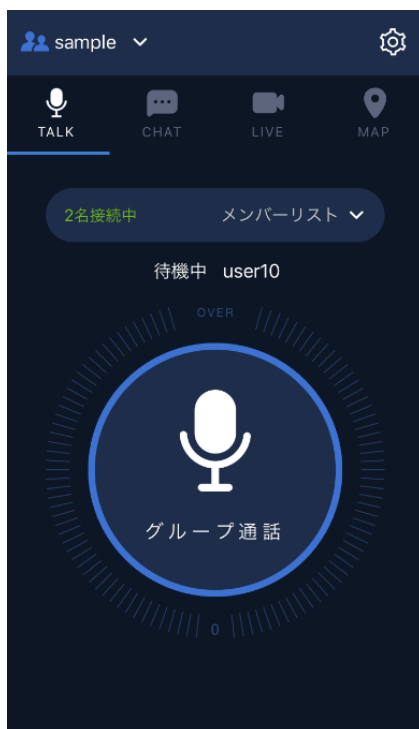 sample
TALK CHAT LIVE MAP
2名接続中 メンバーリスト
待機中 user10
OVER
グループ通話
0